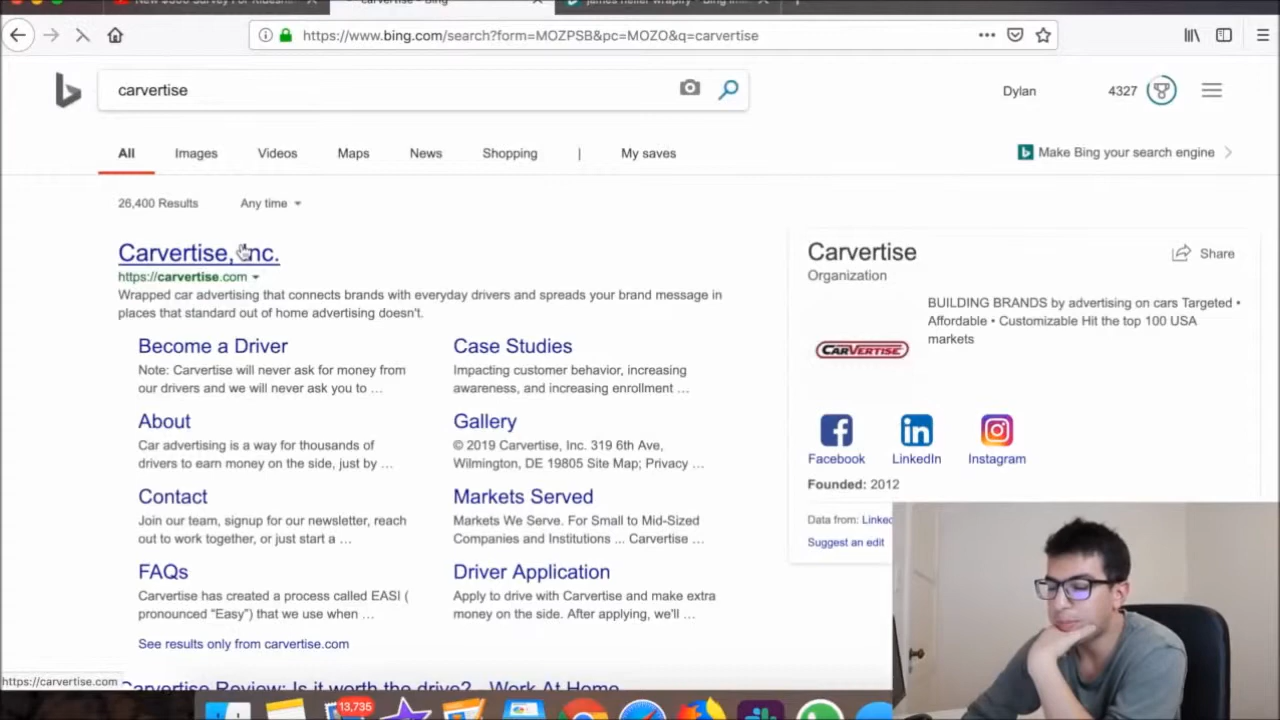 New $500 Survey For Rideshare
carvertise - Bing
james heller wrapify - Bing
https://www.bing.com/search?form=MOZPSB&pc=MOZO&q=carvertise
carvertise
Dylan
4327
All
Images
Videos
Maps
News
Shopping
|
My saves
Make Bing your search engine
26,400 Results
Any time
Carvertise, Inc.
https://carvertise.com
Wrapped car advertising that connects brands with everyday drivers and spreads your brand message in
places that standard out of home advertising doesn't.
Become a Driver
Note: Carvertise will never ask for money from
our drivers and we will never ask you to ...
Case Studies
Impacting customer behavior, increasing
awareness, and increasing enrollment ...
About
Car advertising is a way for thousands of
drivers to earn money on the side, just by ...
Gallery
© 2019 Carvertise, Inc. 319 6th Ave,
Wilmington, DE 19805 Site Map; Privacy ...
Contact
Join our team, signup for our newsletter, reach
out to work together, or just start a ...
Markets Served
Markets We Serve. For Small to Mid-Sized
Companies and Institutions ... Carvertise ...
FAQs
Carvertise has created a process called EASI (
pronounced “Easy”) that we use when ...
Driver Application
Apply to drive with Carvertise and make extra
money on the side. After applying, we'll ...
See results only from carvertise.com
Carvertise Review: Is it worth the drive? - Work At Home
Carvertise
Organization
Share
BUILDING BRANDS by advertising on cars Targeted •
Affordable • Customizable Hit the top 100 USA
markets
CARVERTISE
Facebook
LinkedIn
Instagram
Founded: 2012
Data from: Linked
Suggest an edit
https://carvertise.com
13,735